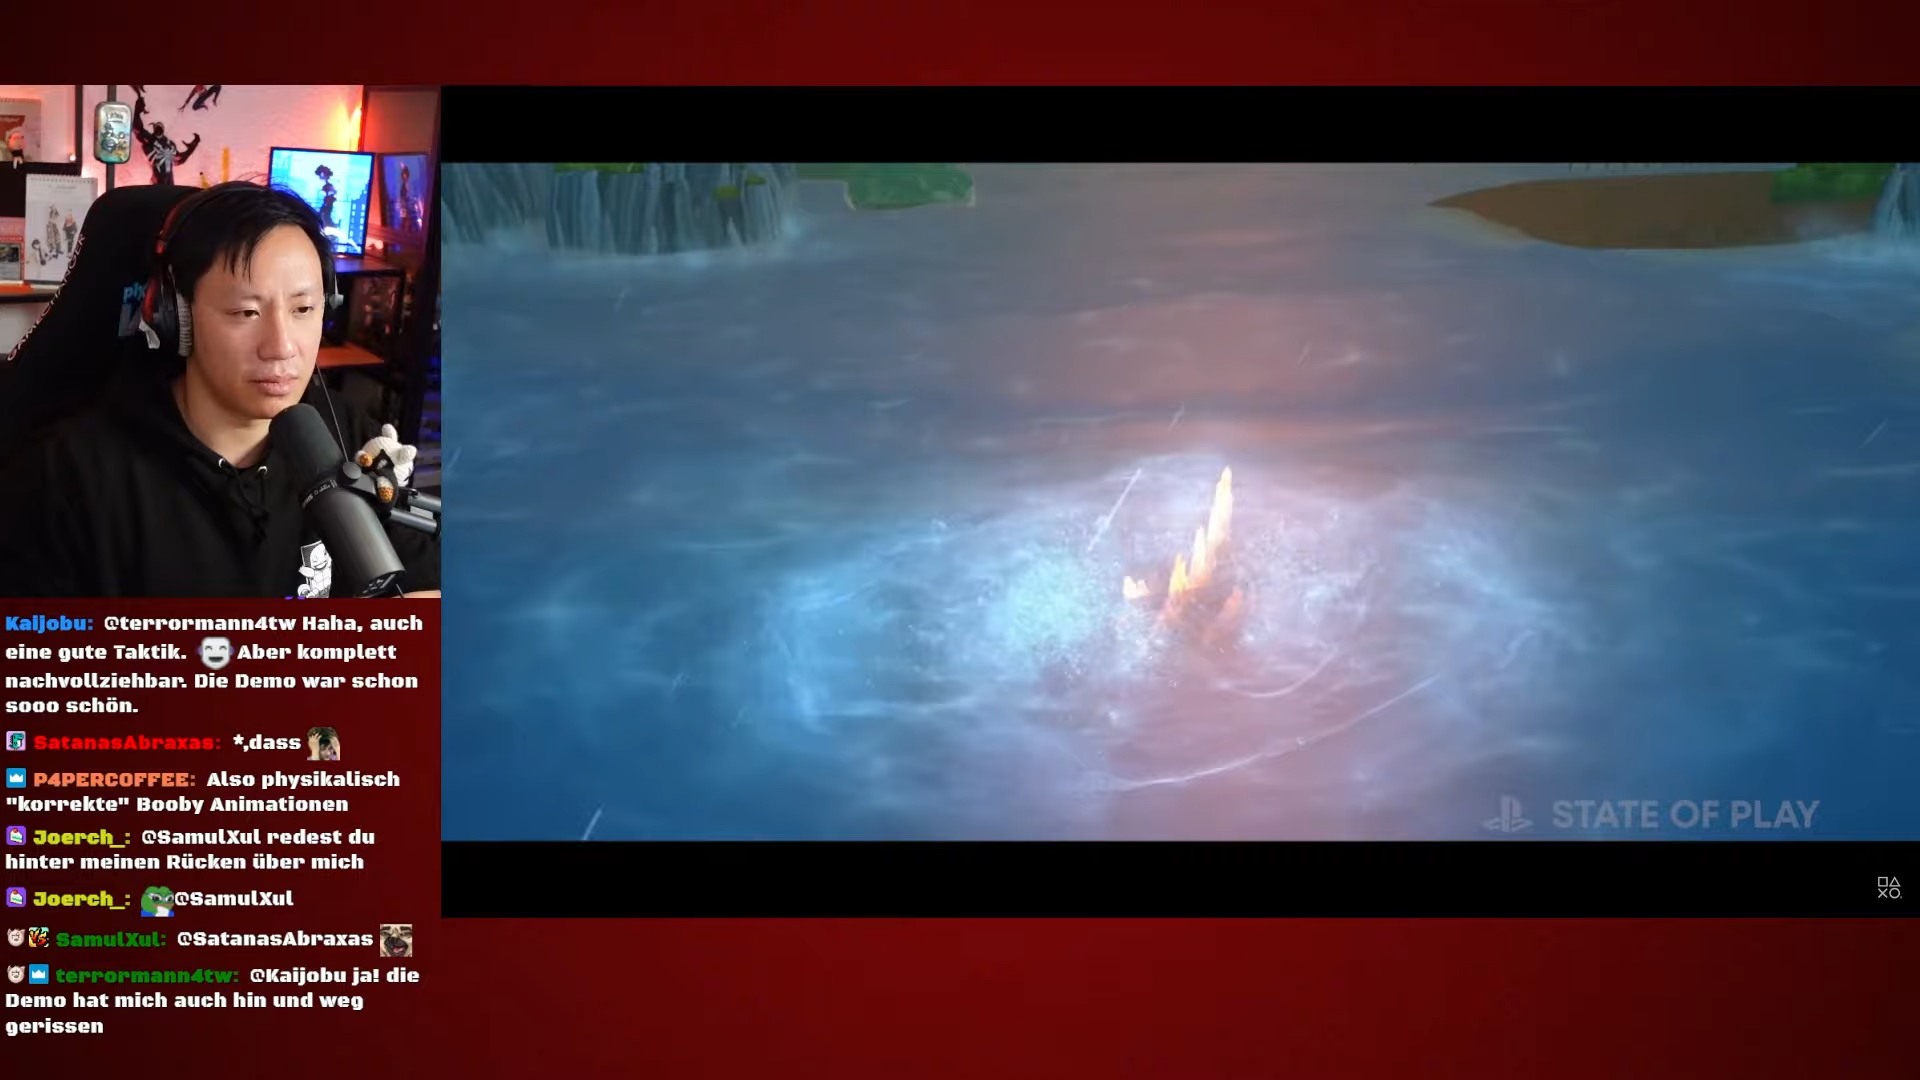 Kaijobu: @terrormann4tw Haha, auch
eine gute Taktik. Aber komplett
nachvollziehbar. Die Demo war schon
sooo schön.
SatanasAbraxas: *,dass
P4PERCOFFEE: Also physikalisch
"korrekte" Booby Animationen
Joerch_: @SamulXul redest du
hinter meinen Rücken über mich
Joerch_: @SamulXul
SamulXul: @SatanasAbraxas
terrormann4tw: @Kaijobu ja! die
Demo hat mich auch hin und weg
gerissen
STATE OF PLAY